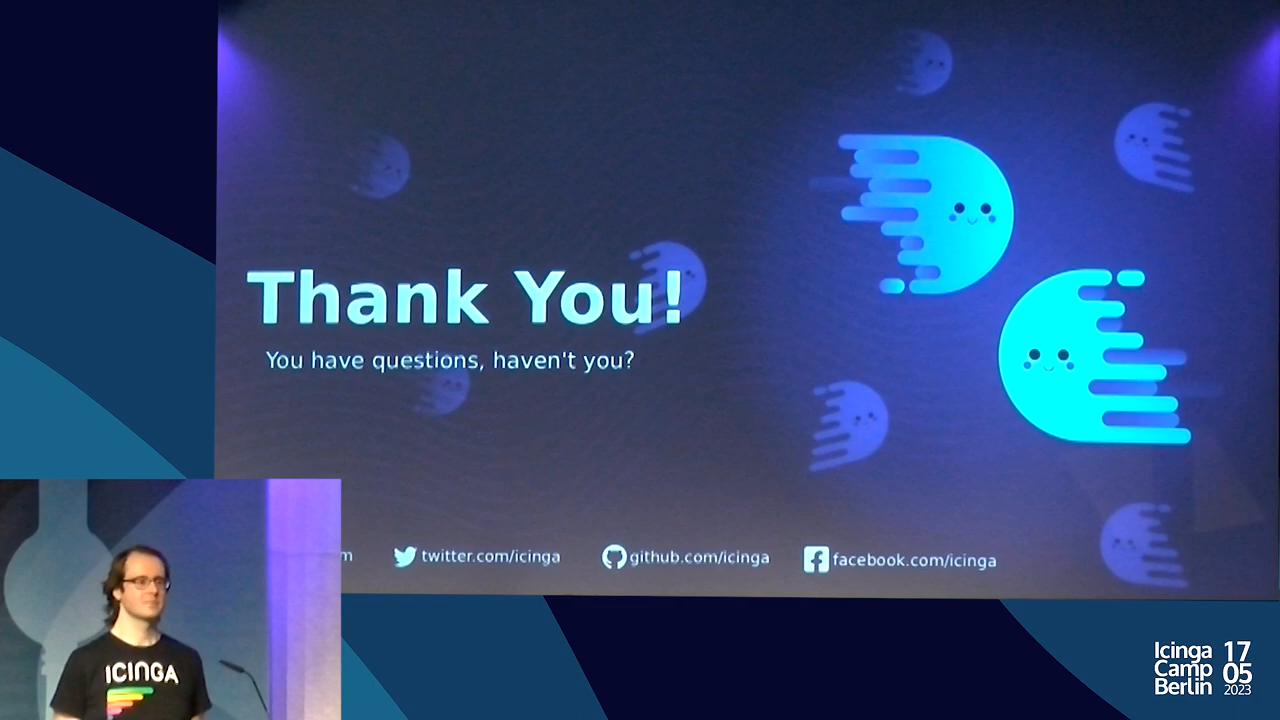 Thank You!
You have questions, haven't you?
m
twitter.com/icinga
github.com/icinga
facebook.com/icinga
ICINGA
Icinga
Camp
Berlin
17
05
2023